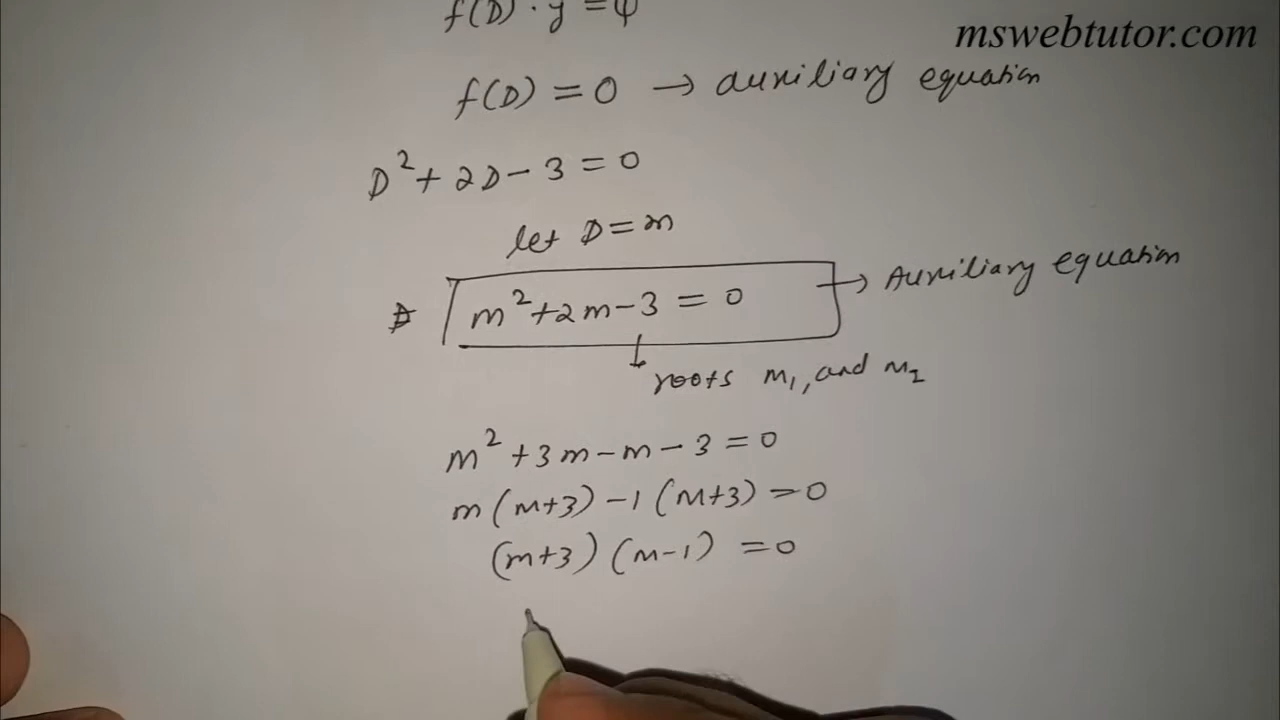 f(D) · y = φ
mswebtutor.com
f(D) = 0 → auxiliary equation
D² + 2D - 3 = 0
let D = m
m² + 2m - 3 = 0 → Auxiliary equation
roots m₁, and m₂
m² + 3m - m - 3 = 0
m(m+3) - 1(m+3) = 0
(m+3)(m-1) = 0